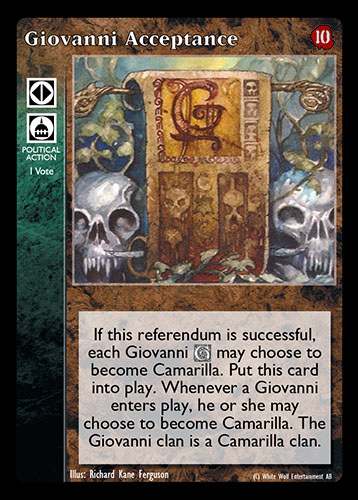 Giovanni Acceptance
10
POLITICAL
ACTION
1 Vote
G
If this referendum is successful,
each Giovanni may choose to
become Camarilla. Put this card
into play. Whenever a Giovanni
enters play, he or she may
choose to become Camarilla. The
Giovanni clan is a Camarilla clan.
Illus: Richard Kane Ferguson
(C) White Wolf Entertainment AB